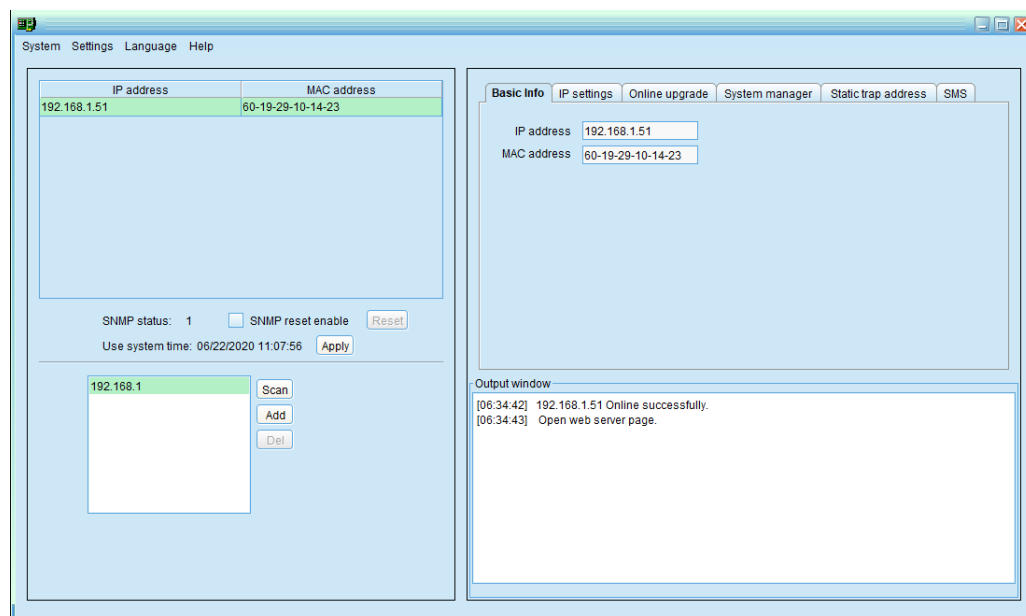 System Settings Language Help
IP address MAC address
192.168.1.51 60-19-29-10-14-23
SNMP status: 1 SNMP reset enable Reset
Use system time: 06/22/2020 11:07:56 Apply
192.168.1
Scan
Add
Del
Basic Info IP settings Online upgrade System manager Static trap address SMS
IP address 192.168.1.51
MAC address 60-19-29-10-14-23
Output window
[06:34:42] 192.168.1.51 Online successfully.
[06:34:43] Open web server page.